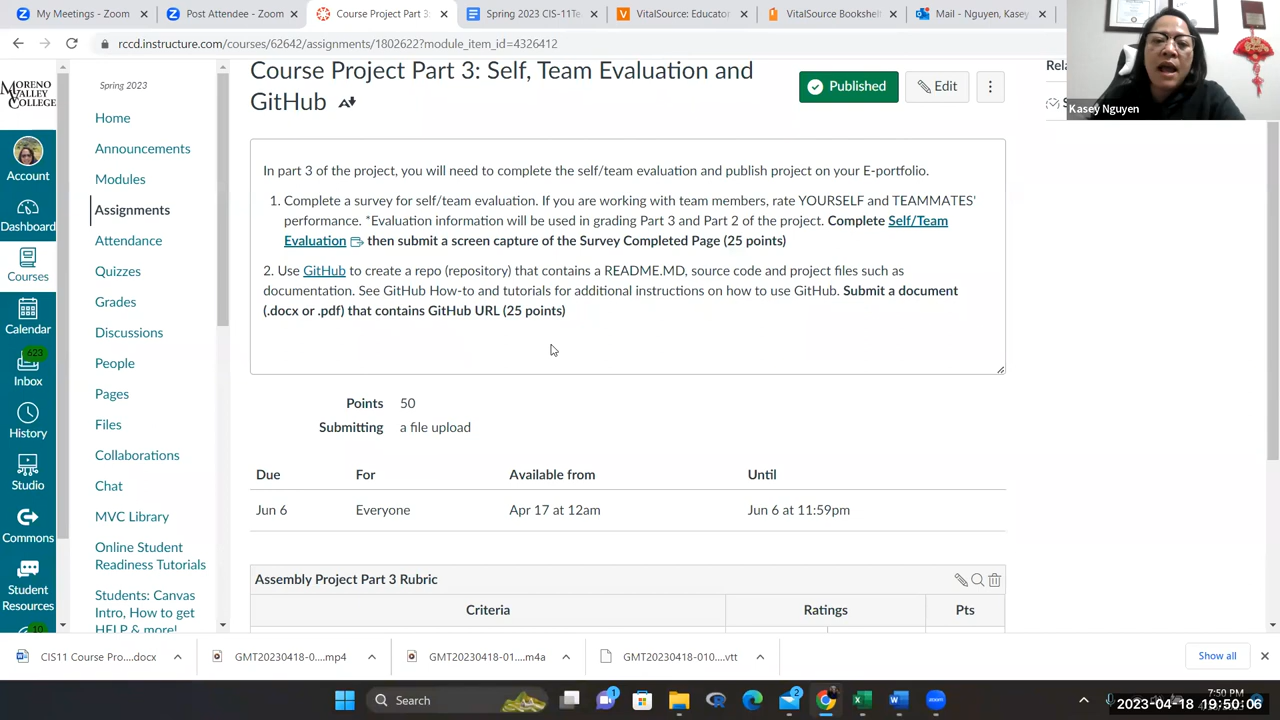 My Meetings - Zoom
Post Attendee - Zoom
Course Project Part 3:
Spring 2023 CIS-11Te
VitalSource: Educator
VitalSource Bookshel
Mail - Nguyen, Kasey
rccd.instructure.com/courses/62642/assignments/1802622?module_item_id=4326412
Kasey Nguyen
MORENO
VALLEY
COLLEGE
Account
Dashboard
Courses
Calendar
623
Inbox
History
Studio
Commons
Student
Resources
10
Spring 2023
Home
Announcements
Modules
Assignments
Attendance
Quizzes
Grades
Discussions
People
Pages
Files
Collaborations
Chat
MVC Library
Online Student
Readiness Tutorials
Students: Canvas
Intro, How to get
HELP & more!
Course Project Part 3: Self, Team Evaluation and
GitHub
Published
Edit
Rela
In part 3 of the project, you will need to complete the self/team evaluation and publish project on your E-portfolio.
1. Complete a survey for self/team evaluation. If you are working with team members, rate YOURSELF and TEAMMATES'
performance. *Evaluation information will be used in grading Part 3 and Part 2 of the project. Complete Self/Team
Evaluation then submit a screen capture of the Survey Completed Page (25 points)
2. Use GitHub to create a repo (repository) that contains a README.MD, source code and project files such as
documentation. See GitHub How-to and tutorials for additional instructions on how to use GitHub. Submit a document
(.docx or .pdf) that contains GitHub URL (25 points)
Points 50
Submitting a file upload
Due For Available from Until
Jun 6 Everyone Apr 17 at 12am Jun 6 at 11:59pm
Assembly Project Part 3 Rubric
Criteria Ratings Pts
CIS11 Course Pro....docx
GMT20230418-0....mp4
GMT20230418-01....m4a
GMT20230418-010....vtt
Show all
Search
1
2
7:50 PM
2023-04-18 19:50:06